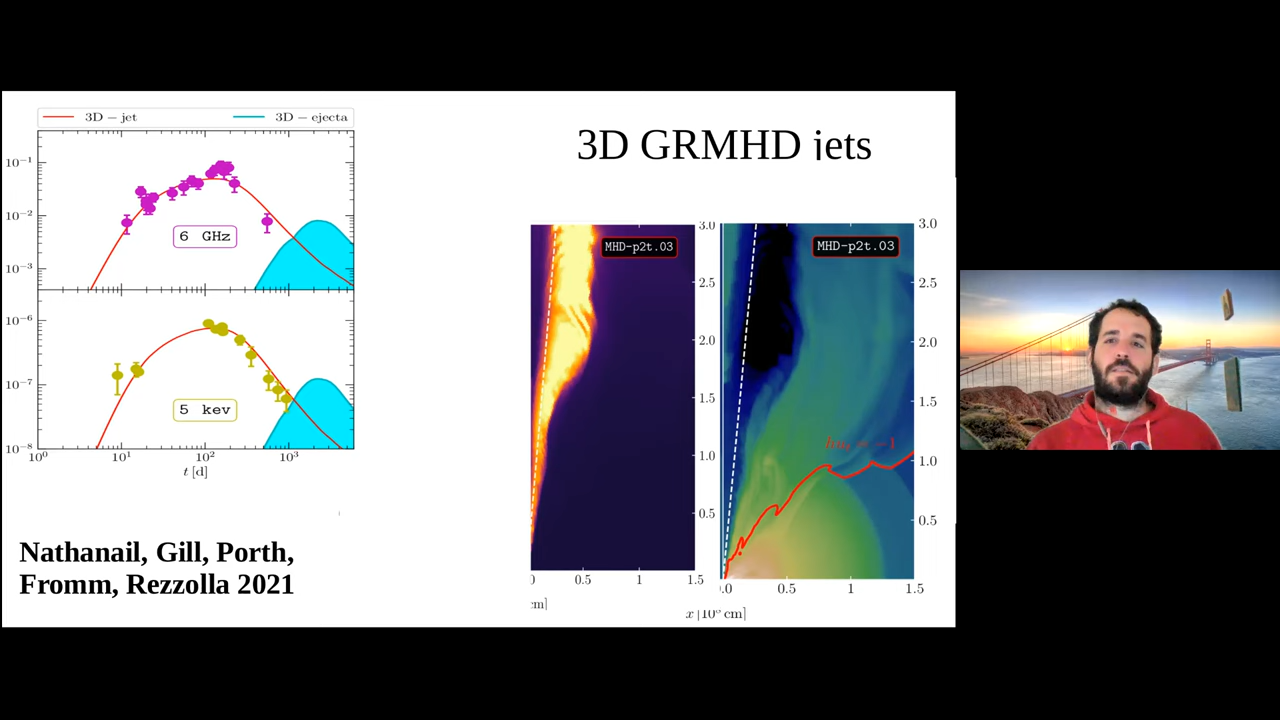 3D − jet
3D − ejecta
3D GRMHD jets
10⁻¹
10⁻²
10⁻³
6 GHz
10⁻⁶
10⁻⁷
10⁻⁸
5 kev
10⁰
10¹
10²
10³
t [d]
MHD-p2t.03
3.0
2.5
2.0
1.5
1.0
0.5
0.5
1
1.5
cm]
MHD-p2t.03
3.0
2.5
2.0
1.5
1.0
0.5
0.5
1
1.5
cm]
Nathanail, Gill, Porth,
Fromm, Rezzolla 2021